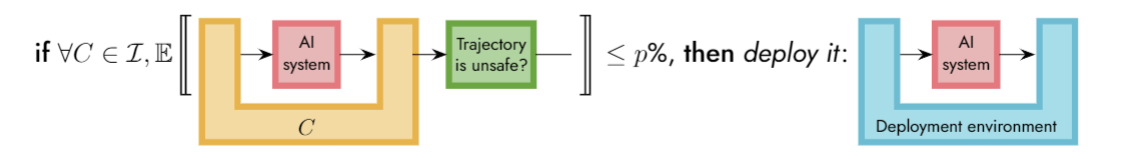 if ∀C ∈ ℐ, 𝔼⟦ AI system Trajectory is unsafe? ⟧ ≤ p%, then deploy it: AI system
C Deployment environment